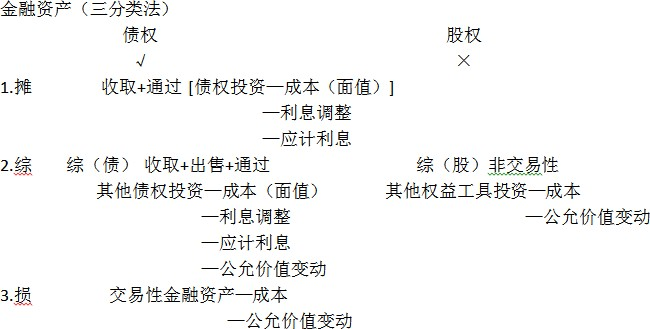 金融资产（三分类法）
债权 股权
√ ×
1.摊 收取+通过 [债权投资—成本（面值）]
—利息调整
—应计利息
2.综 综（债） 收取+出售+通过 综（股）非交易性
其他债权投资—成本（面值） 其他权益工具投资—成本
—利息调整 —公允价值变动
—应计利息
—公允价值变动
3.损 交易性金融资产—成本
—公允价值变动